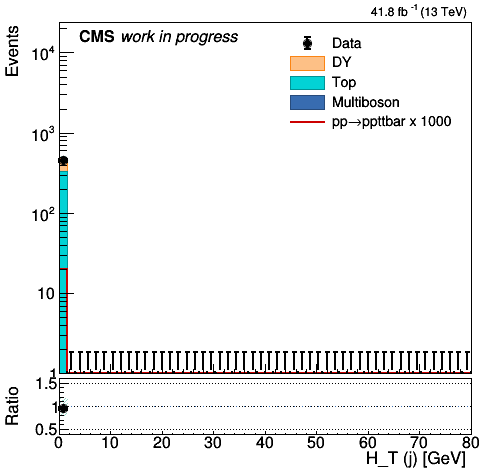 41.8 fb⁻¹ (13 TeV)
CMS work in progress
Events
10⁴
10³
10²
10
1
Data
DY
Top
Multiboson
pp→ppttbar x 1000
Ratio
1.5
1
0.5
0 10 20 30 40 50 60 70 80
H_T (j) [GeV]